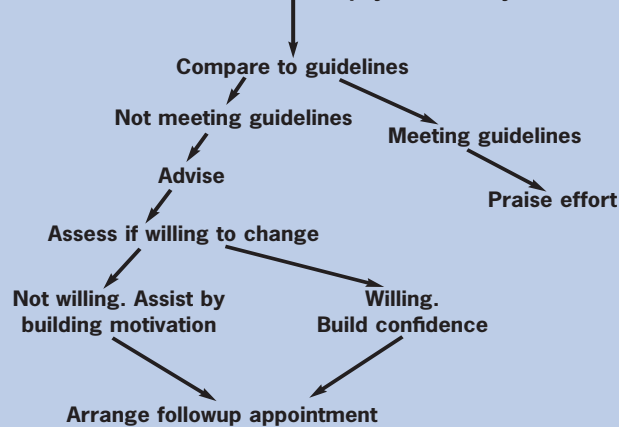 Compare to guidelines
Not meeting guidelines
Meeting guidelines
Advise
Praise effort
Assess if willing to change
Not willing. Assist by
building motivation
Willing.
Build confidence
Arrange followup appointment